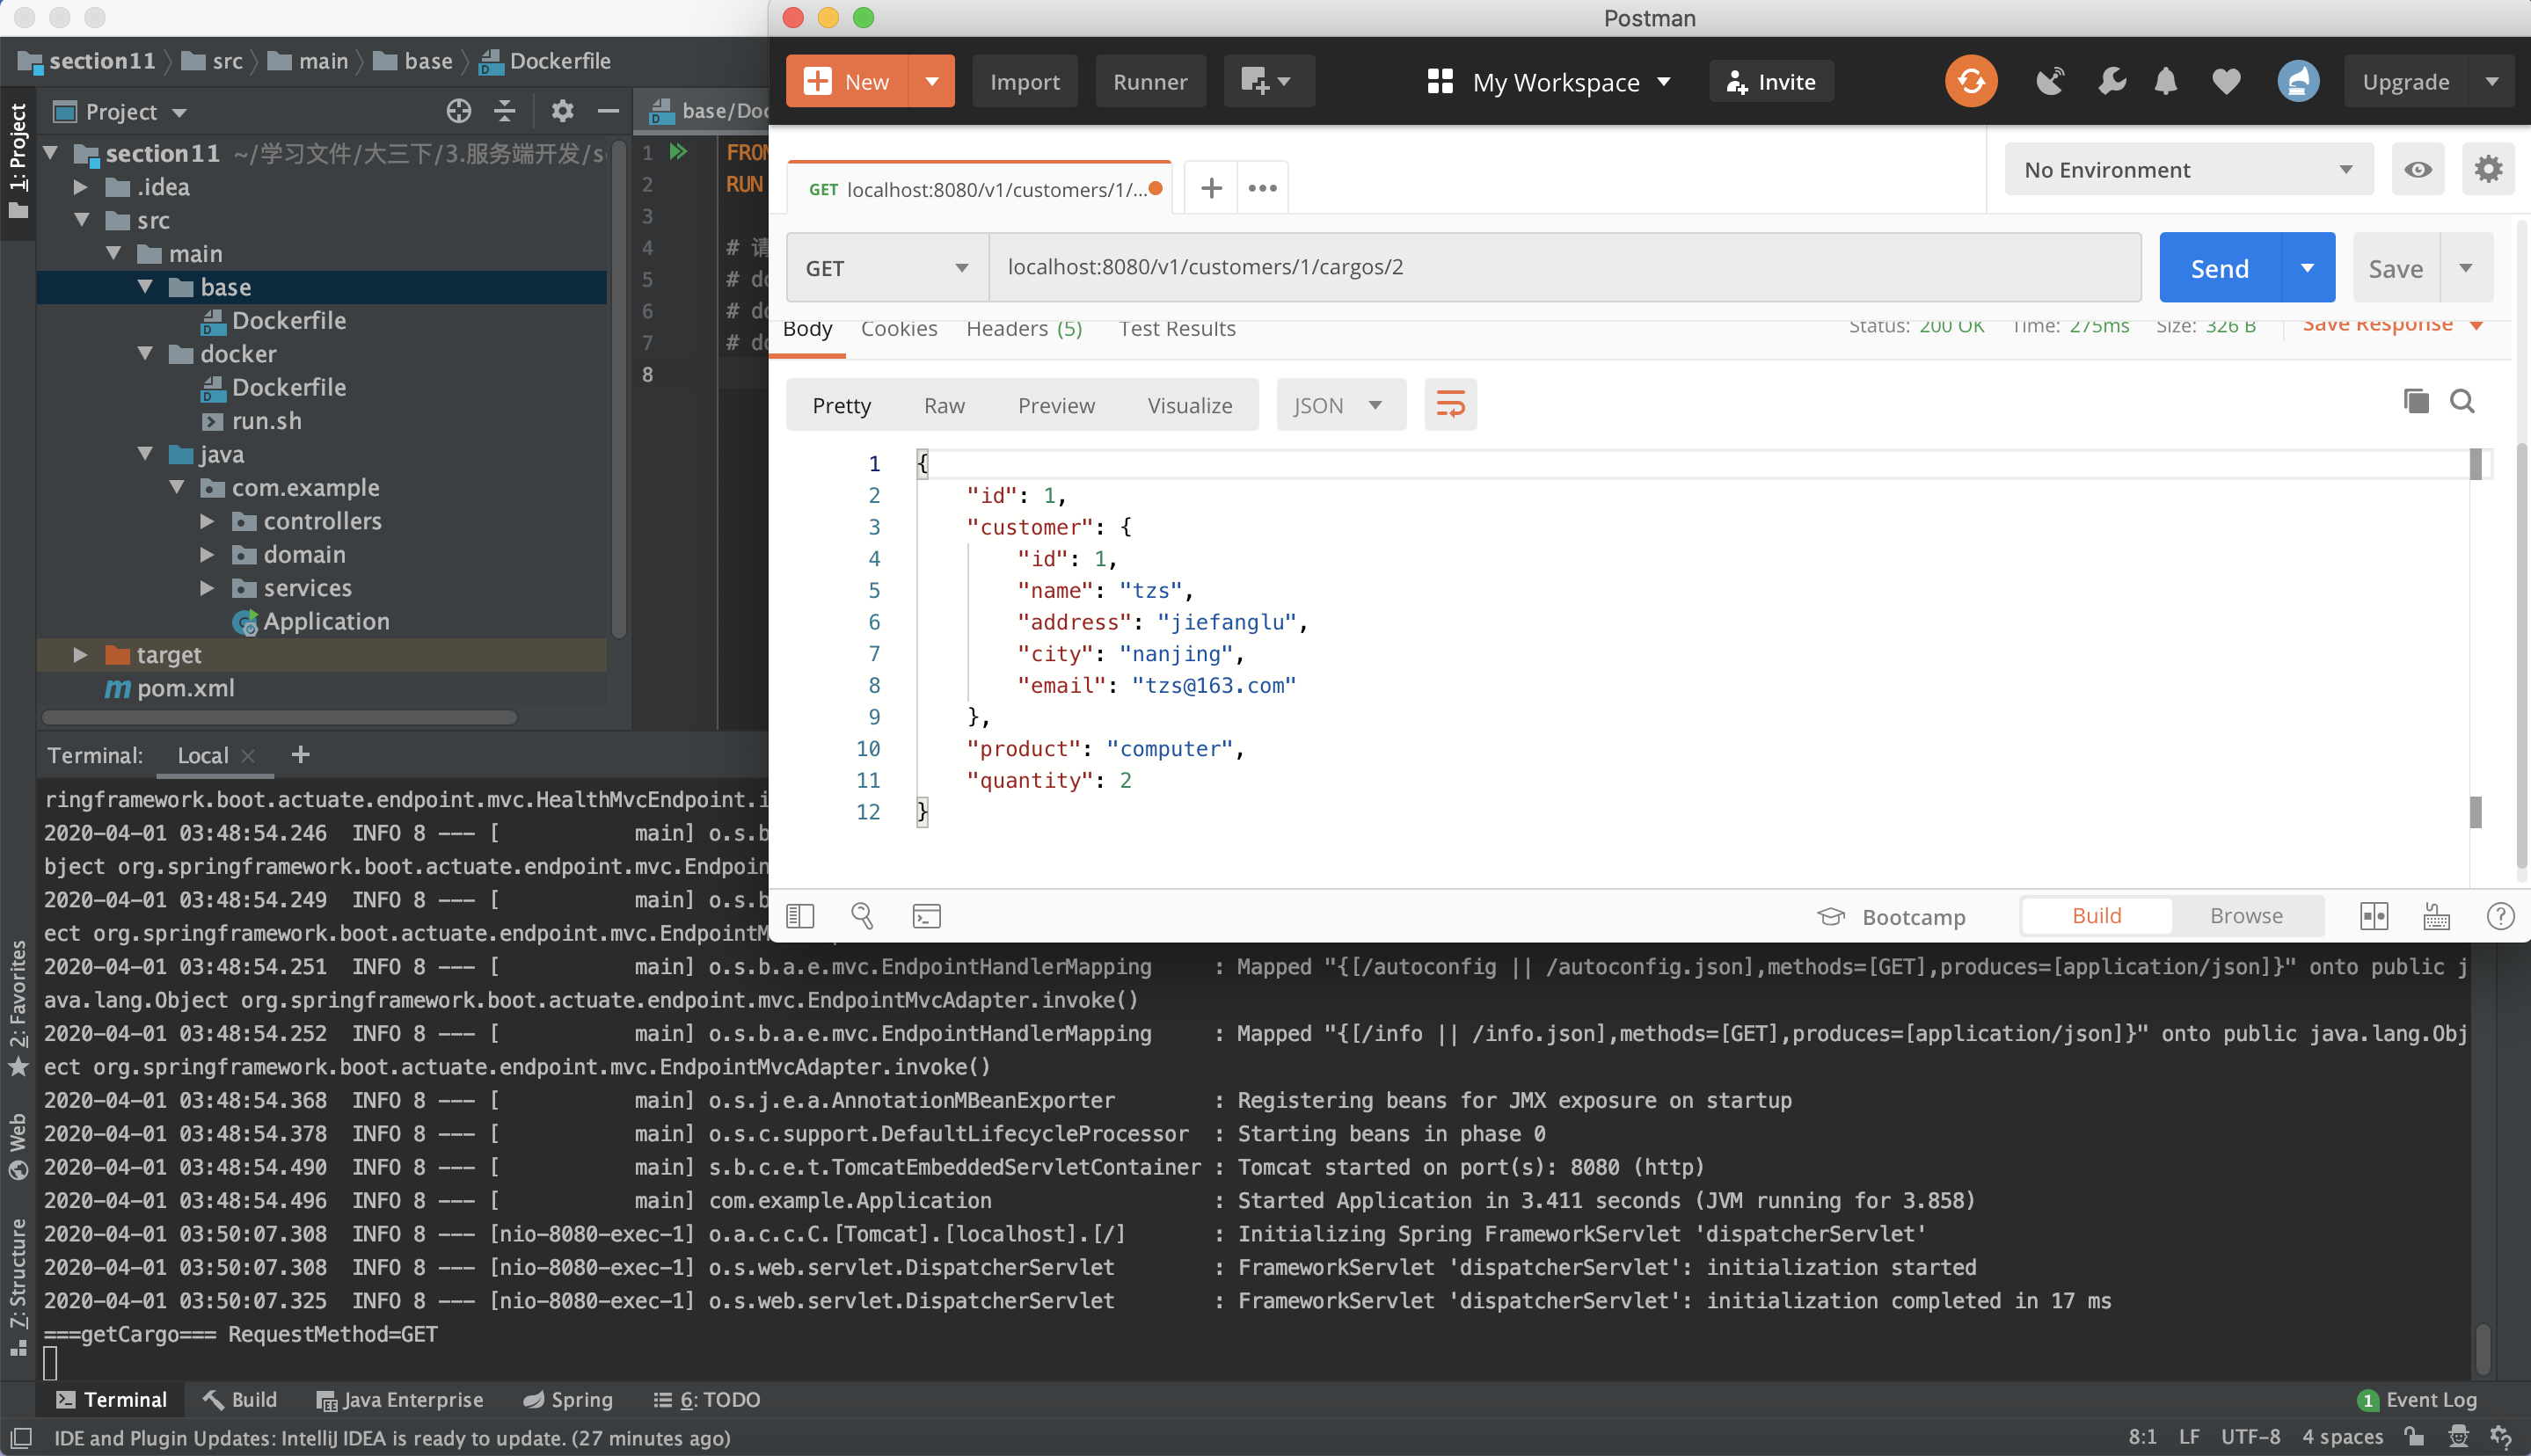 Postman
section11 src main base Dockerfile
New Import Runner My Workspace Invite Upgrade
Project
base/Doc
1: Project
section11 ~/学习文件/大三下/3.服务端开发/s
.idea
src
main
base
Dockerfile
docker
Dockerfile
run.sh
java
com.example
controllers
domain
services
Application
target
pom.xml
1 FROM
2 RUN
3
4 # 请
5 # do
6 # do
7 # do
8
GET localhost:8080/v1/customers/1/...
No Environment
GET localhost:8080/v1/customers/1/cargos/2 Send Save
Body Cookies Headers (5) Test Results Status: 200 OK Time: 275ms Size: 326 B Save Response
Pretty Raw Preview Visualize JSON
1 {
2 "id": 1,
3 "customer": {
4 "id": 1,
5 "name": "tzs",
6 "address": "jiefanglu",
7 "city": "nanjing",
8 "email": "tzs@163.com"
9 },
10 "product": "computer",
11 "quantity": 2
12 }
Bootcamp Build Browse
Terminal: Local
ringframework.boot.actuate.endpoint.mvc.HealthMvcEndpoint.i
2020-04-01 03:48:54.246 INFO 8 --- [ main] o.s.b
bject org.springframework.boot.actuate.endpoint.mvc.Endpoin
2020-04-01 03:48:54.249 INFO 8 --- [ main] o.s.b
ect org.springframework.boot.actuate.endpoint.mvc.EndpointM
2020-04-01 03:48:54.251 INFO 8 --- [ main] o.s.b.a.e.mvc.EndpointHandlerMapping : Mapped "{[/autoconfig || /autoconfig.json],methods=[GET],produces=[application/json]}" onto public j
ava.lang.Object org.springframework.boot.actuate.endpoint.mvc.EndpointMvcAdapter.invoke()
2020-04-01 03:48:54.252 INFO 8 --- [ main] o.s.b.a.e.mvc.EndpointHandlerMapping : Mapped "{[/info || /info.json],methods=[GET],produces=[application/json]}" onto public java.lang.Obj
ect org.springframework.boot.actuate.endpoint.mvc.EndpointMvcAdapter.invoke()
2020-04-01 03:48:54.368 INFO 8 --- [ main] o.s.j.e.a.AnnotationMBeanExporter : Registering beans for JMX exposure on startup
2020-04-01 03:48:54.378 INFO 8 --- [ main] o.s.c.support.DefaultLifecycleProcessor : Starting beans in phase 0
2020-04-01 03:48:54.490 INFO 8 --- [ main] s.b.c.e.t.TomcatEmbeddedServletContainer : Tomcat started on port(s): 8080 (http)
2020-04-01 03:48:54.496 INFO 8 --- [ main] com.example.Application : Started Application in 3.411 seconds (JVM running for 3.858)
2020-04-01 03:50:07.308 INFO 8 --- [nio-8080-exec-1] o.a.c.c.C.[Tomcat].[localhost].[/] : Initializing Spring FrameworkServlet 'dispatcherServlet'
2020-04-01 03:50:07.308 INFO 8 --- [nio-8080-exec-1] o.s.web.servlet.DispatcherServlet : FrameworkServlet 'dispatcherServlet': initialization started
2020-04-01 03:50:07.325 INFO 8 --- [nio-8080-exec-1] o.s.web.servlet.DispatcherServlet : FrameworkServlet 'dispatcherServlet': initialization completed in 17 ms
===getCargo=== RequestMethod=GET
2: Favorites
Web
7: Structure
Terminal Build Java Enterprise Spring 6: TODO 1 Event Log
IDE and Plugin Updates: IntelliJ IDEA is ready to update. (27 minutes ago) 8:1 LF UTF-8 4 spaces